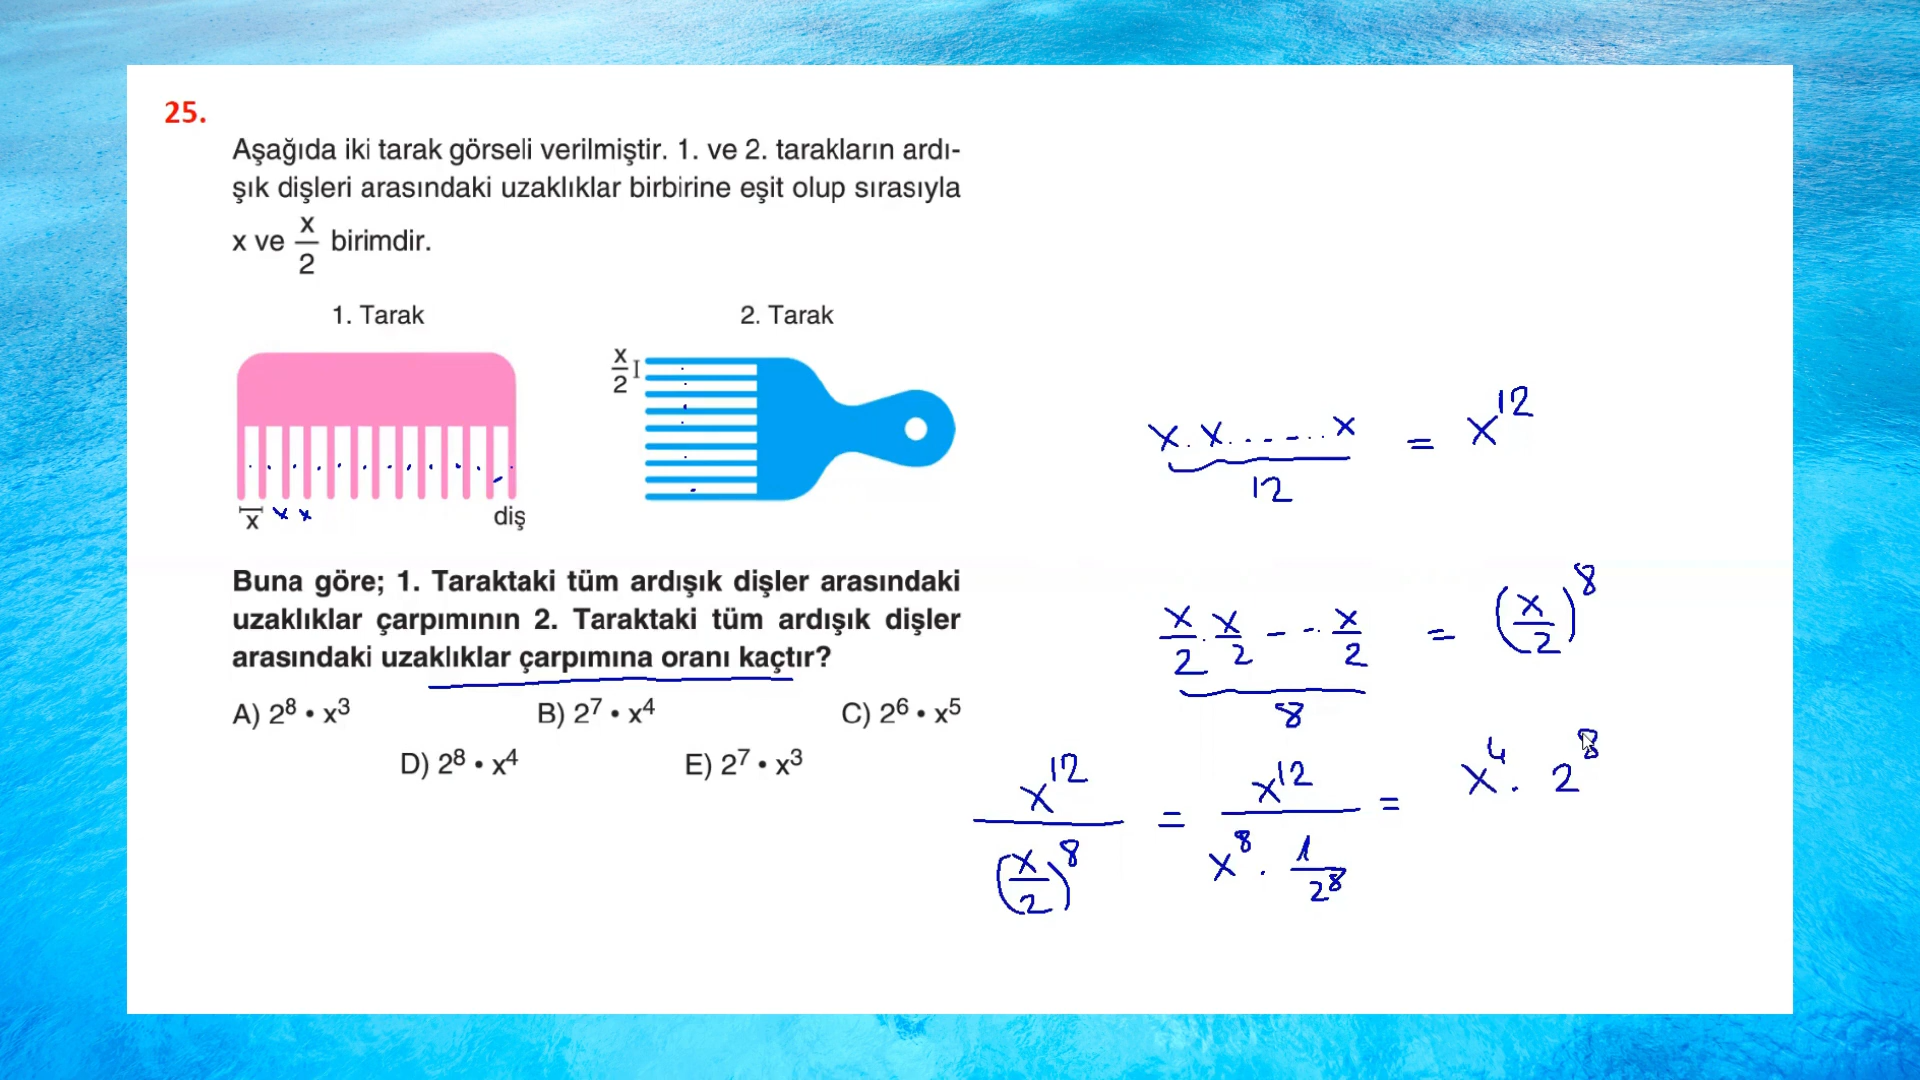 25.
Aşağıda iki tarak görseli verilmiştir. 1. ve 2. tarakların ardı-
şık dişleri arasındaki uzaklıklar birbirine eşit olup sırasıyla
x ve x/2 birimdir.
1. Tarak
2. Tarak
x/2
x x x
diş
Buna göre; 1. Taraktaki tüm ardışık dişler arasındaki
uzaklıklar çarpımının 2. Taraktaki tüm ardışık dişler
arasındaki uzaklıklar çarpımına oranı kaçtır?
A) 2⁸ • x³ B) 2⁷ • x⁴ C) 2⁶ • x⁵
D) 2⁸ • x⁴ E) 2⁷ • x³
x . x . ---- . . x = x¹²
12
x/2 . x/2 - - . x/2 = (x/2)⁸
8
x¹² / (x/2)⁸ = x¹² / (x⁸ . 1/2⁸) = x⁴ . 2⁸